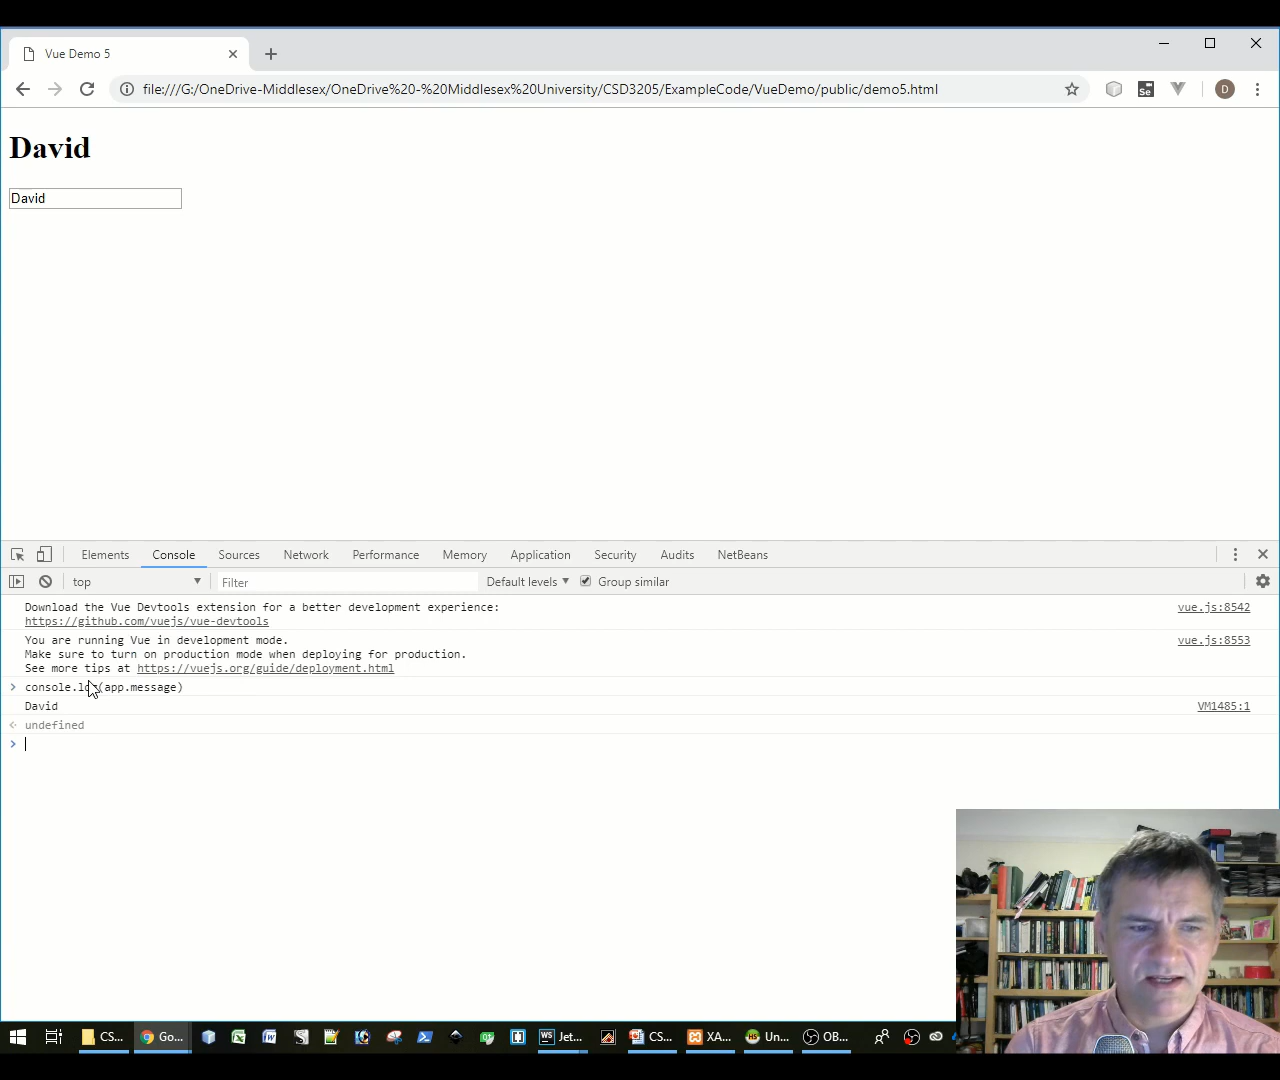 Vue Demo 5
file:///G:/OneDrive-Middlesex/OneDrive%20-%20Middlesex%20University/CSD3205/ExampleCode/VueDemo/public/demo5.html
Se
D
David
David
Elements Console Sources Network Performance Memory Application Security Audits NetBeans
top Filter Default levels Group similar
Download the Vue Devtools extension for a better development experience: vue.js:8542
https://github.com/vuejs/vue-devtools
You are running Vue in development mode. vue.js:8553
Make sure to turn on production mode when deploying for production.
See more tips at https://vuejs.org/guide/deployment.html
> console.log(app.message)
David VM1485:1
undefined
>
CS... Go... WS Jet... CS... XA... Un... OB...